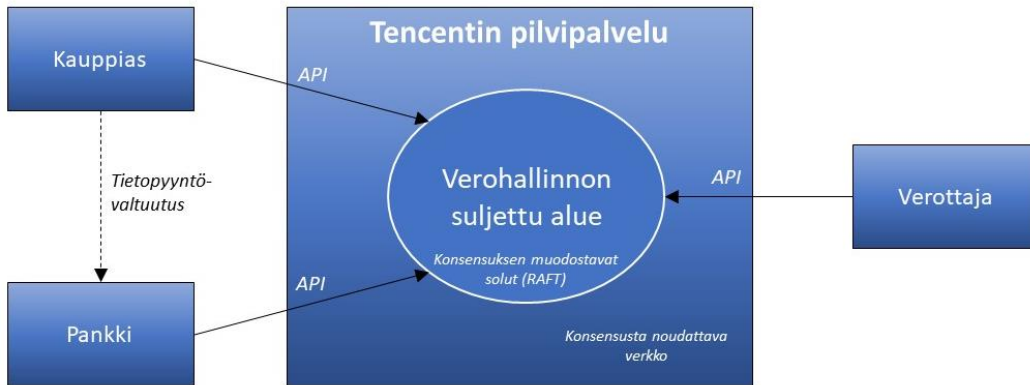 Tencentin pilvipalvelu
Kauppias
API
Tietopyyntö-
valtuutus
Verohallinnon
suljettu alue
Konsensuksen muodostavat
solut (RAFT)
API
Verottaja
API
Pankki
Konsensusta noudattava
verkko